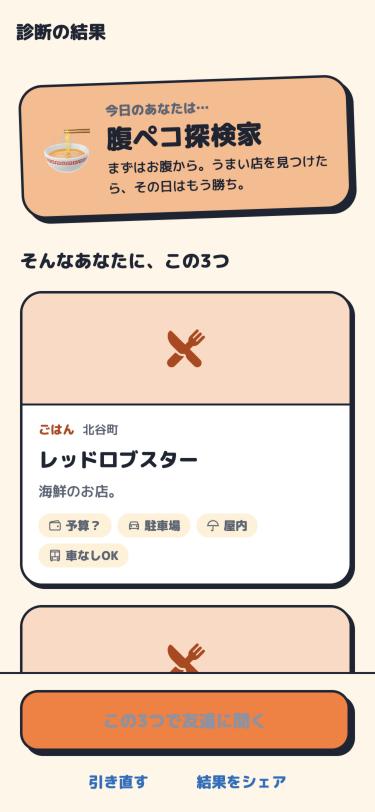 診断の結果
今日のあなたは…
腹ペコ探検家
まずはお腹から。うまい店を見つけた
ら、その日はもう勝ち。
そんなあなたに、この3つ
ごはん 北谷町
レッドロブスター
海鮮のお店。
予算？ 駐車場 屋内
車なしOK
この3つで友達に聞く
引き直す 結果をシェア